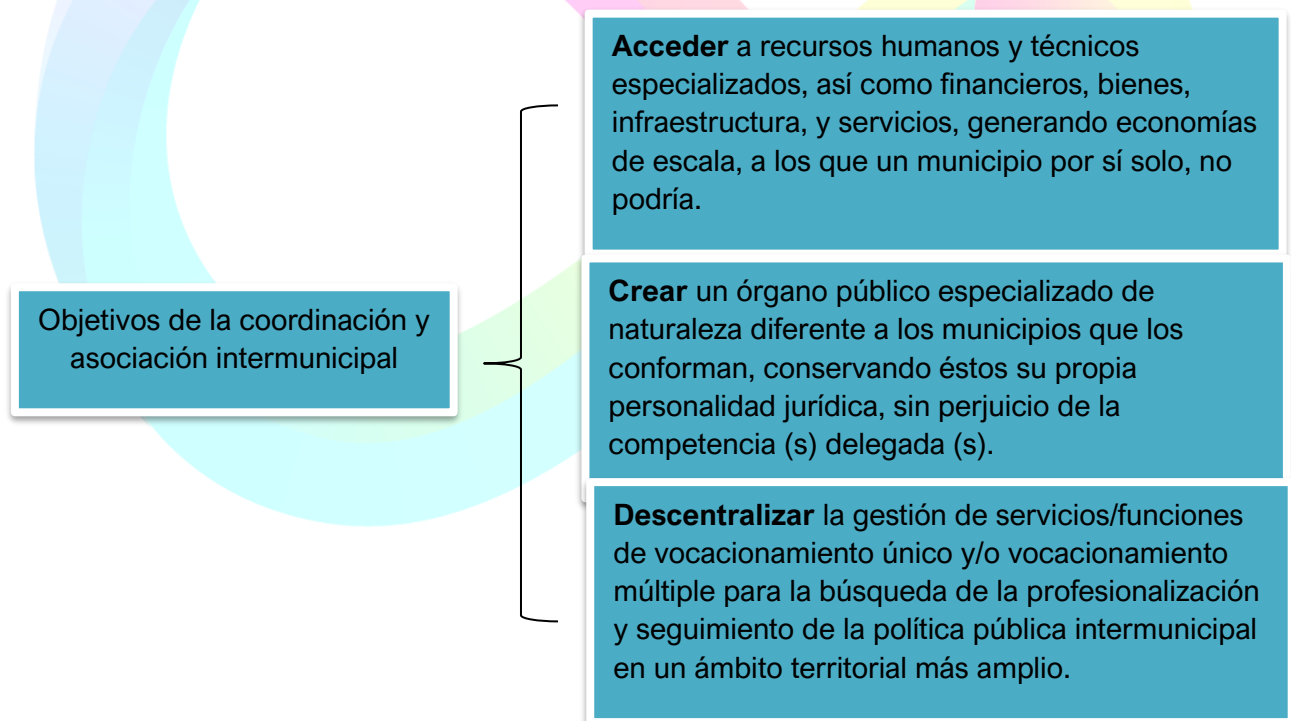 Objetivos de la coordinación y
asociación intermunicipal
Acceder a recursos humanos y técnicos
especializados, así como financieros, bienes,
infraestructura, y servicios, generando economías
de escala, a los que un municipio por sí solo, no
podría.
Crear un órgano público especializado de
naturaleza diferente a los municipios que los
conforman, conservando éstos su propia
personalidad jurídica, sin perjuicio de la
competencia (s) delegada (s).
Descentralizar la gestión de servicios/funciones
de vocacionamiento único y/o vocacionamiento
múltiple para la búsqueda de la profesionalización
y seguimiento de la política pública intermunicipal
en un ámbito territorial más amplio.